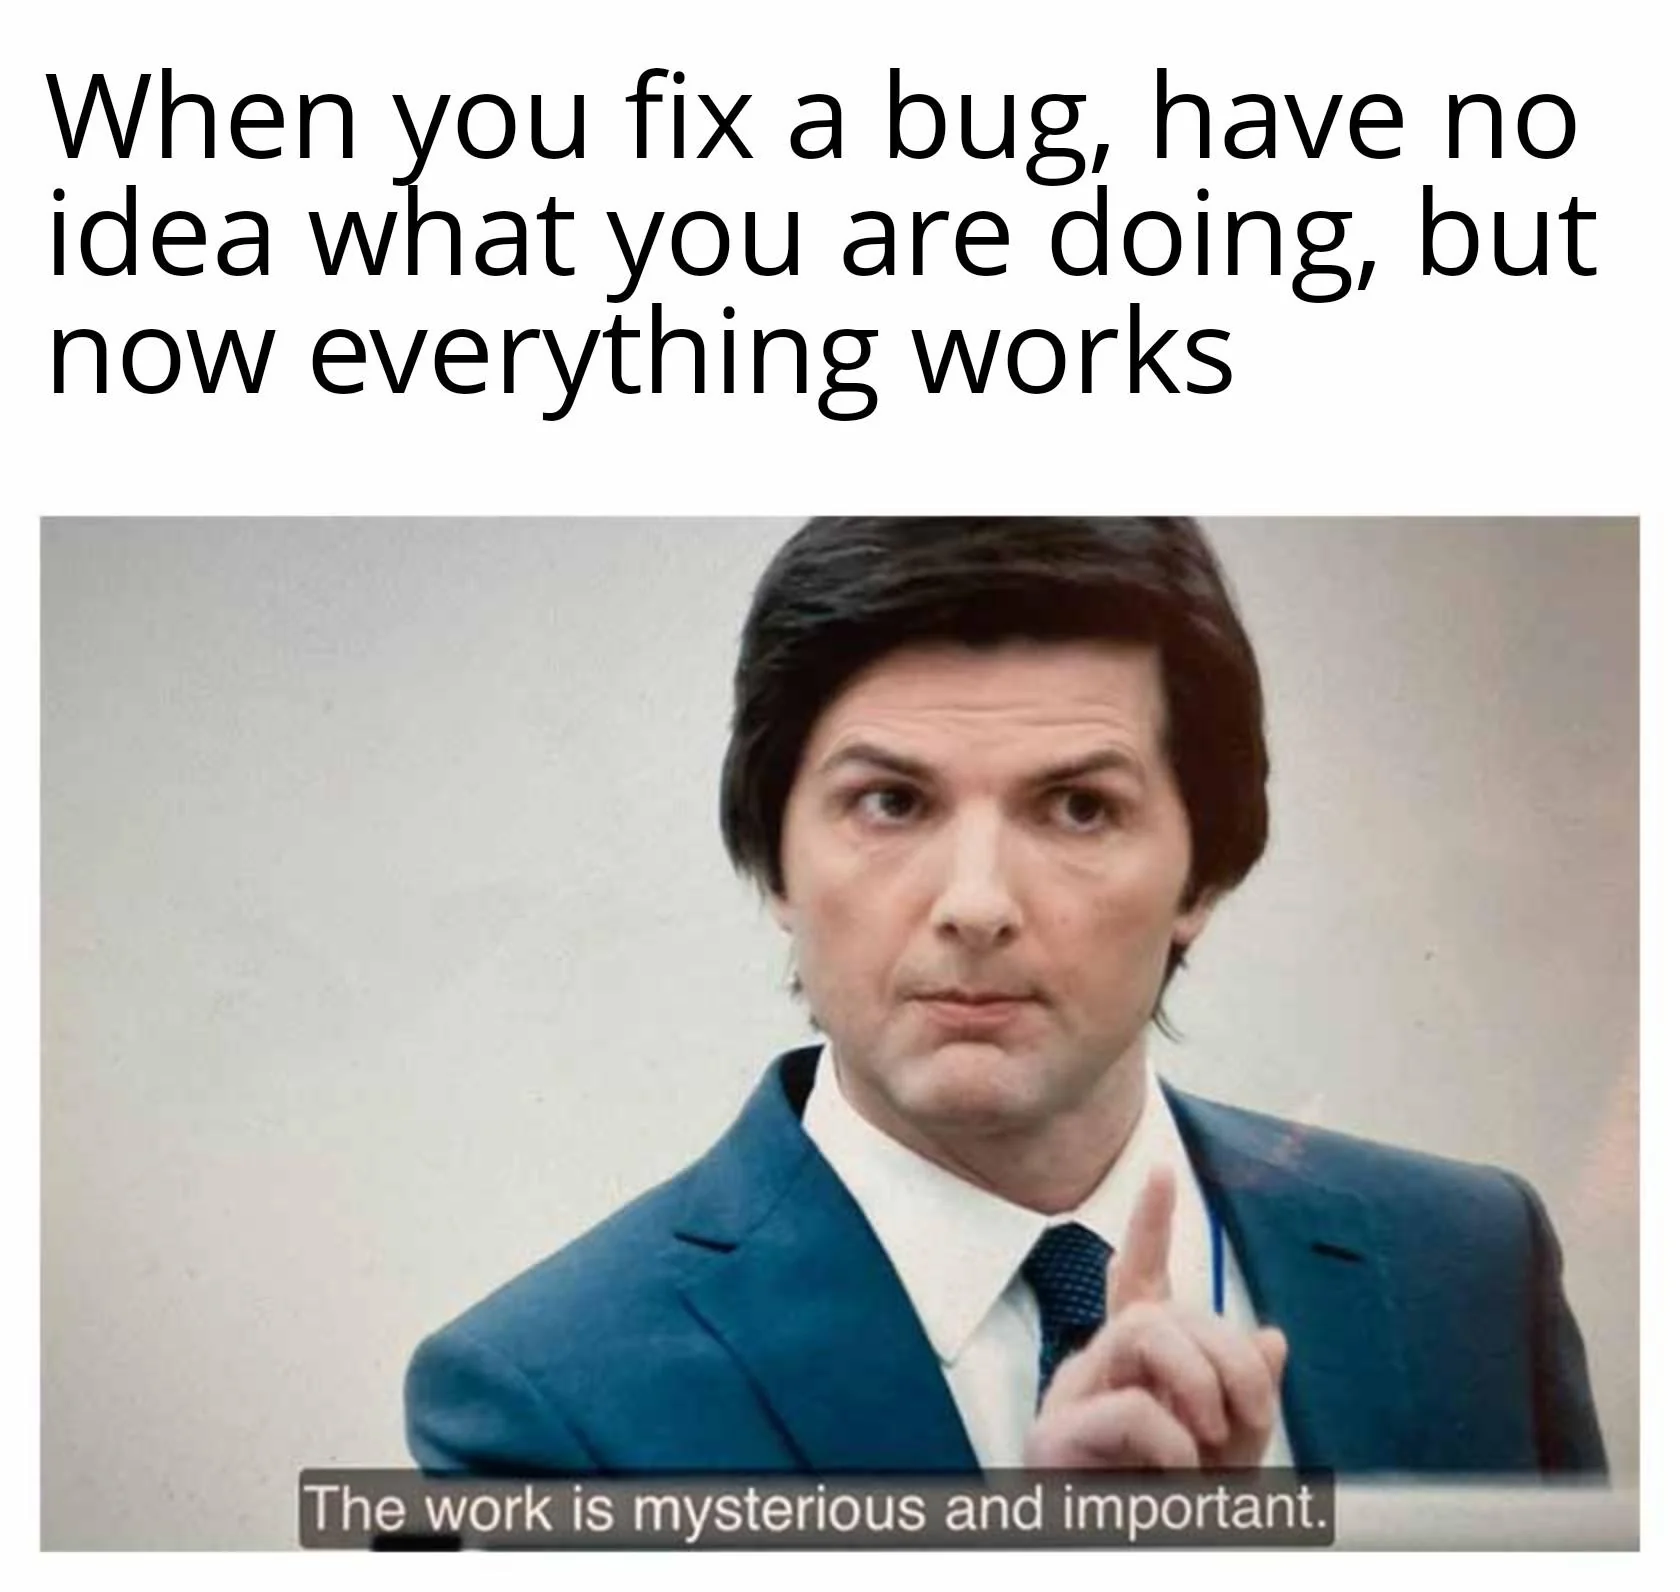 When you fix a bug, have no
idea what you are doing, but
now everything works
The work is mysterious and important.